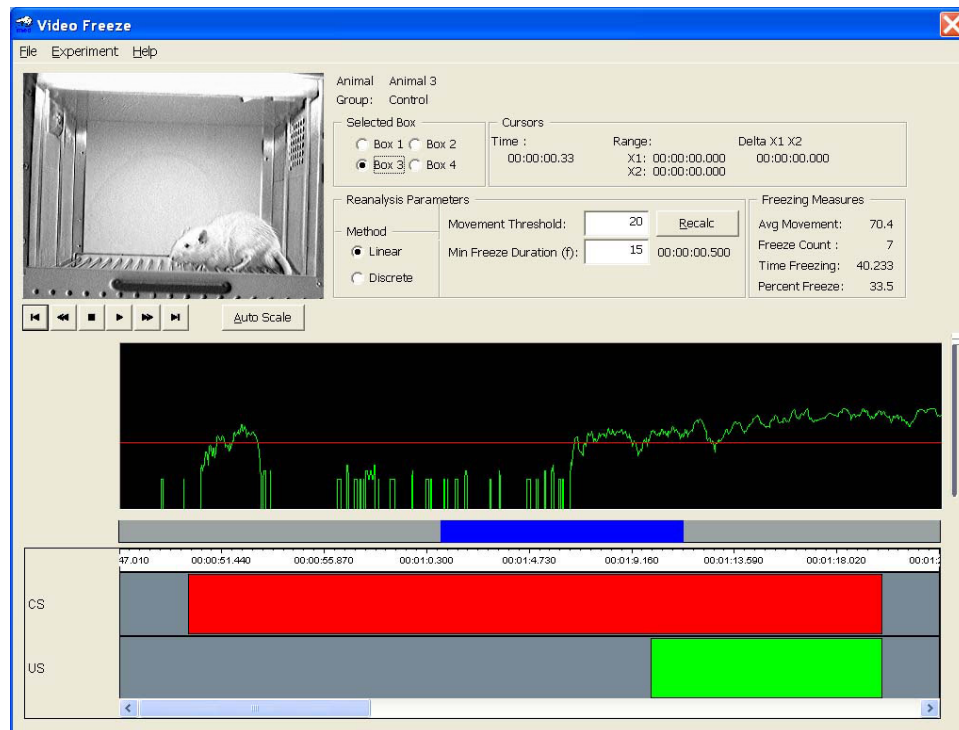 Video Freeze
File Experiment Help
Animal Animal 3
Group: Control
Selected Box
Box 1 Box 2
Box 3 Box 4
Cursors
Time : Range: Delta X1 X2
00:00:00.33 X1: 00:00:00.000 00:00:00.000
X2: 00:00:00.000
Reanalysis Parameters
Method
Linear
Discrete
Movement Threshold: 20 Recalc
Min Freeze Duration (f): 15 00:00:00.500
Freezing Measures
Avg Movement: 70.4
Freeze Count : 7
Time Freezing: 40.233
Percent Freeze: 33.5
Auto Scale
47.010 00:00:51.440 00:00:55.870 00:01:0.300 00:01:4.730 00:01:9.160 00:01:13.590 00:01:18.020 00:01:
CS
US